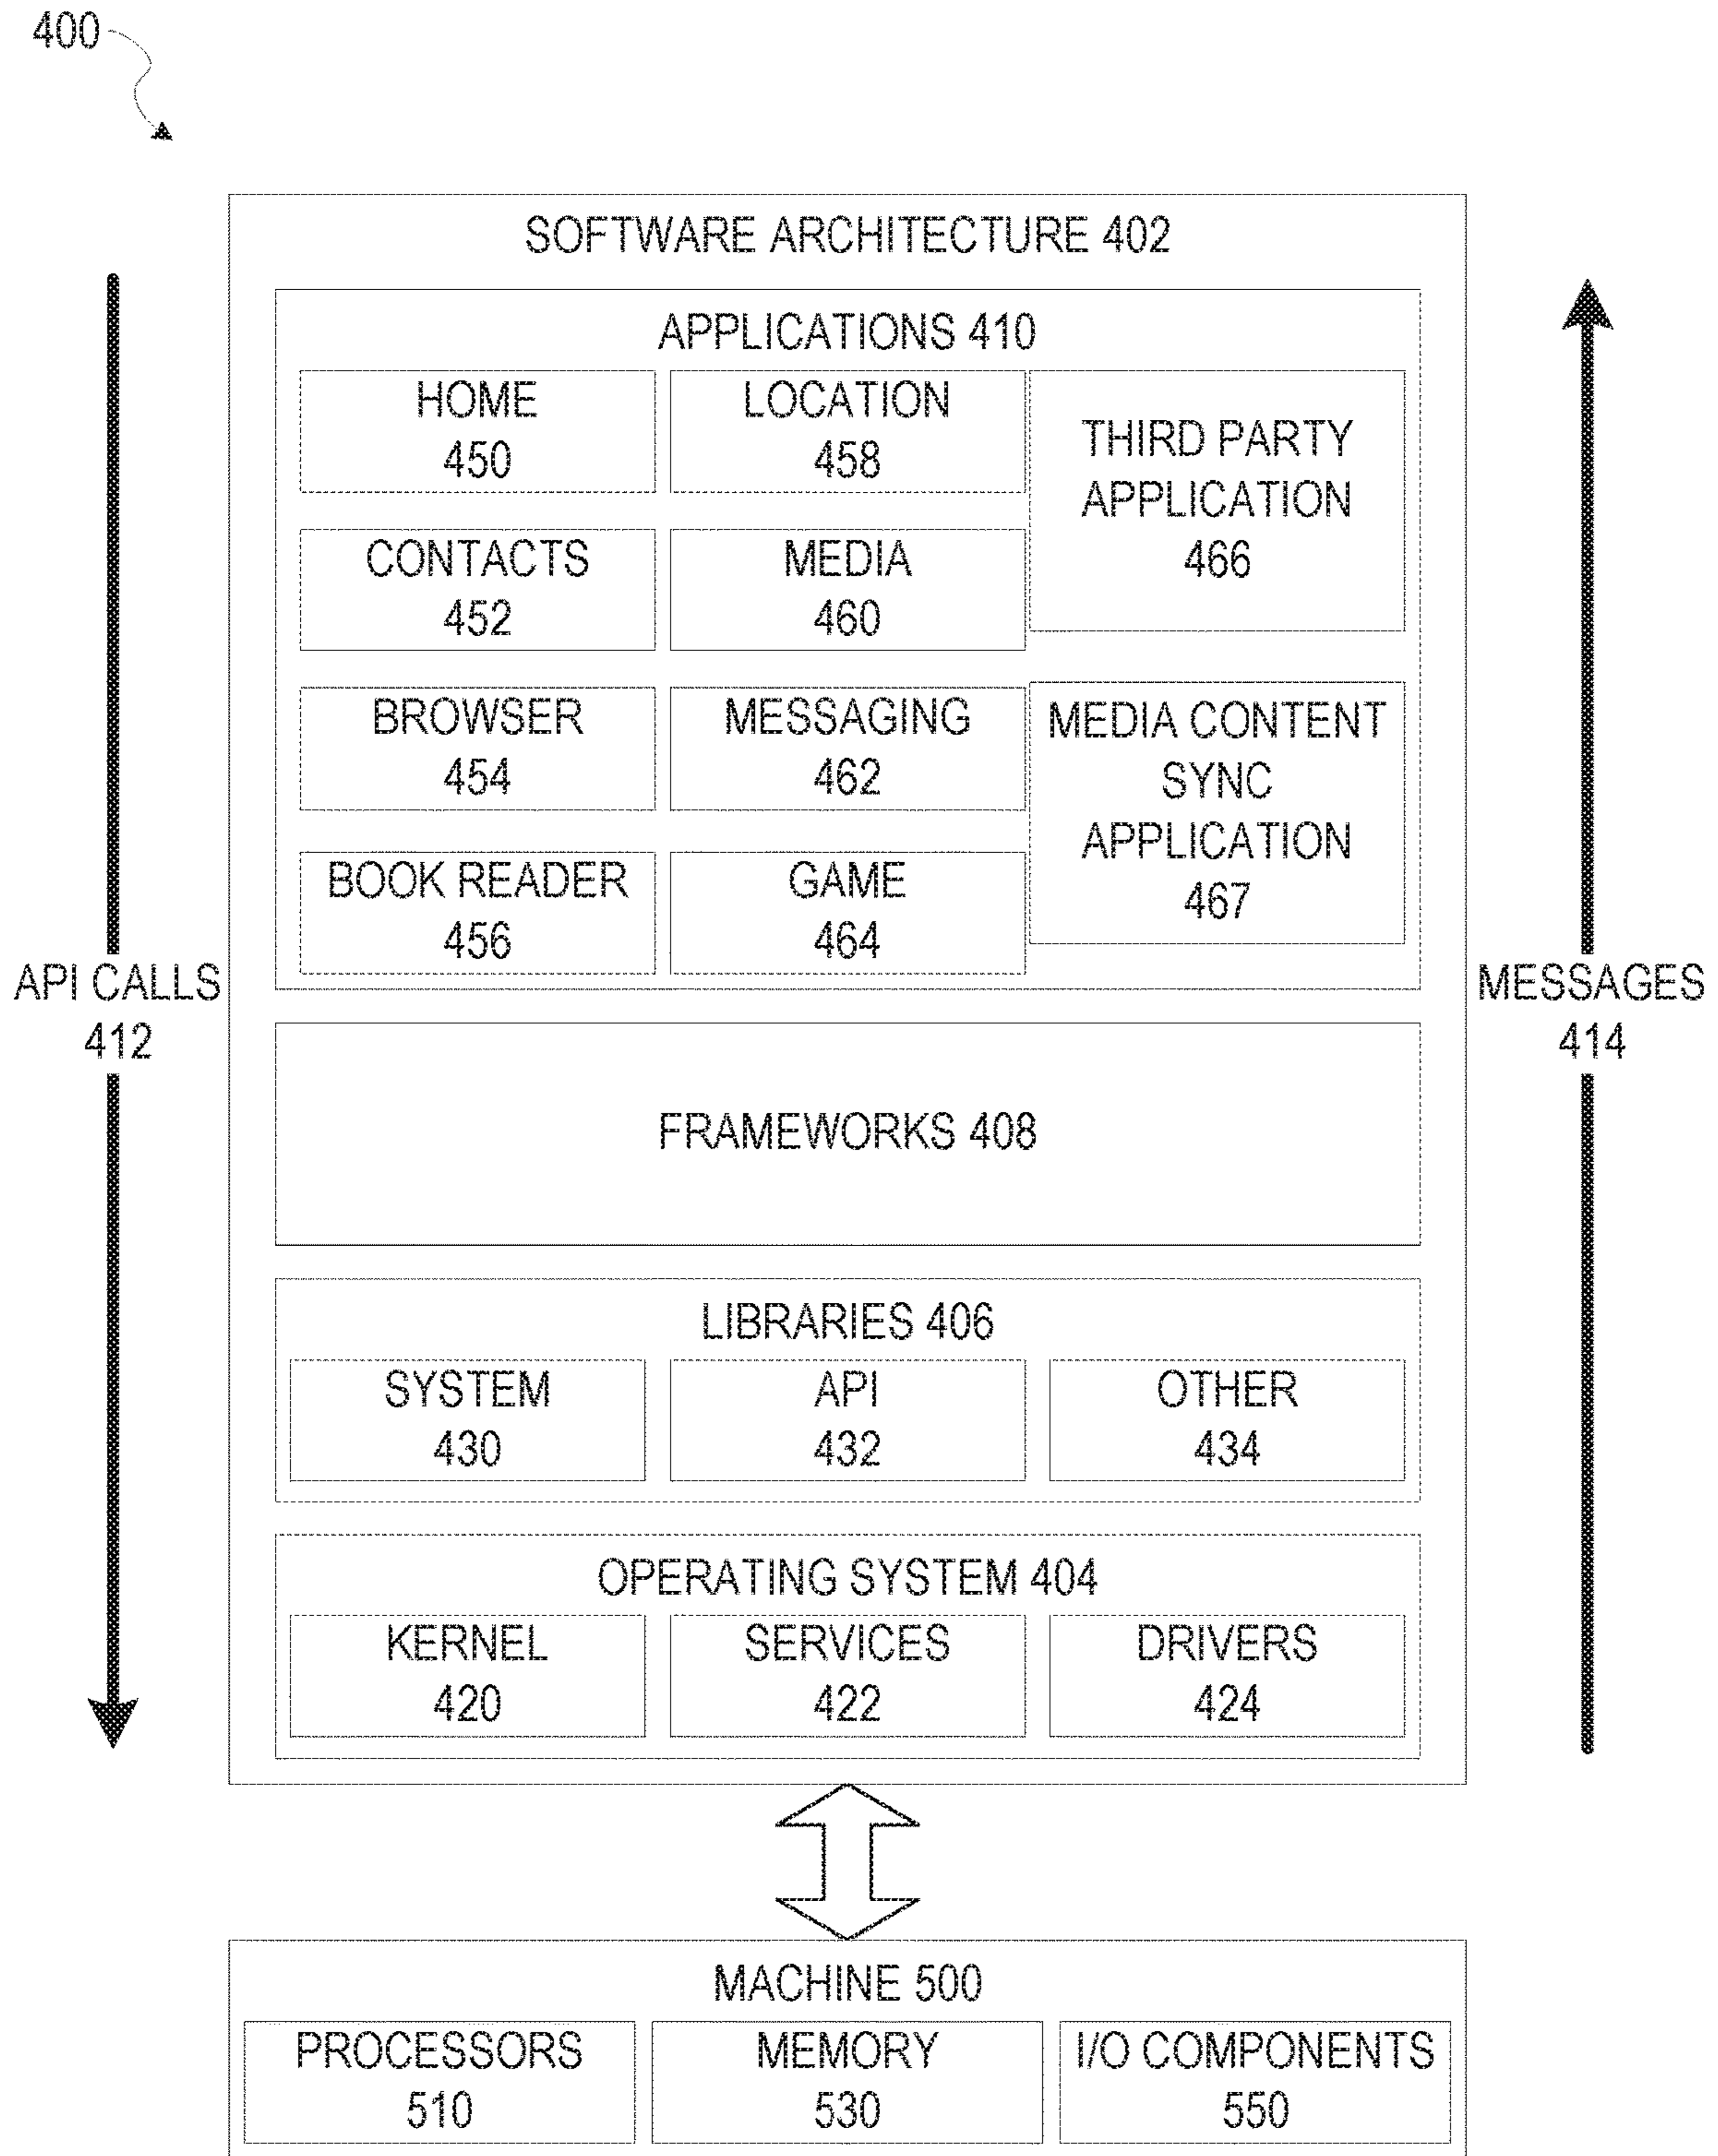 400
SOFTWARE ARCHITECTURE 402
APPLICATIONS 410
HOME
450
LOCATION
458
THIRD PARTY
APPLICATION
466
CONTACTS
452
MEDIA
460
BROWSER
454
MESSAGING
462
MEDIA CONTENT
SYNC
APPLICATION
467
BOOK READER
456
GAME
464
API CALLS
412
MESSAGES
414
FRAMEWORKS 408
LIBRARIES 406
SYSTEM
430
API
432
OTHER
434
OPERATING SYSTEM 404
KERNEL
420
SERVICES
422
DRIVERS
424
MACHINE 500
PROCESSORS
510
MEMORY
530
I/O COMPONENTS
550